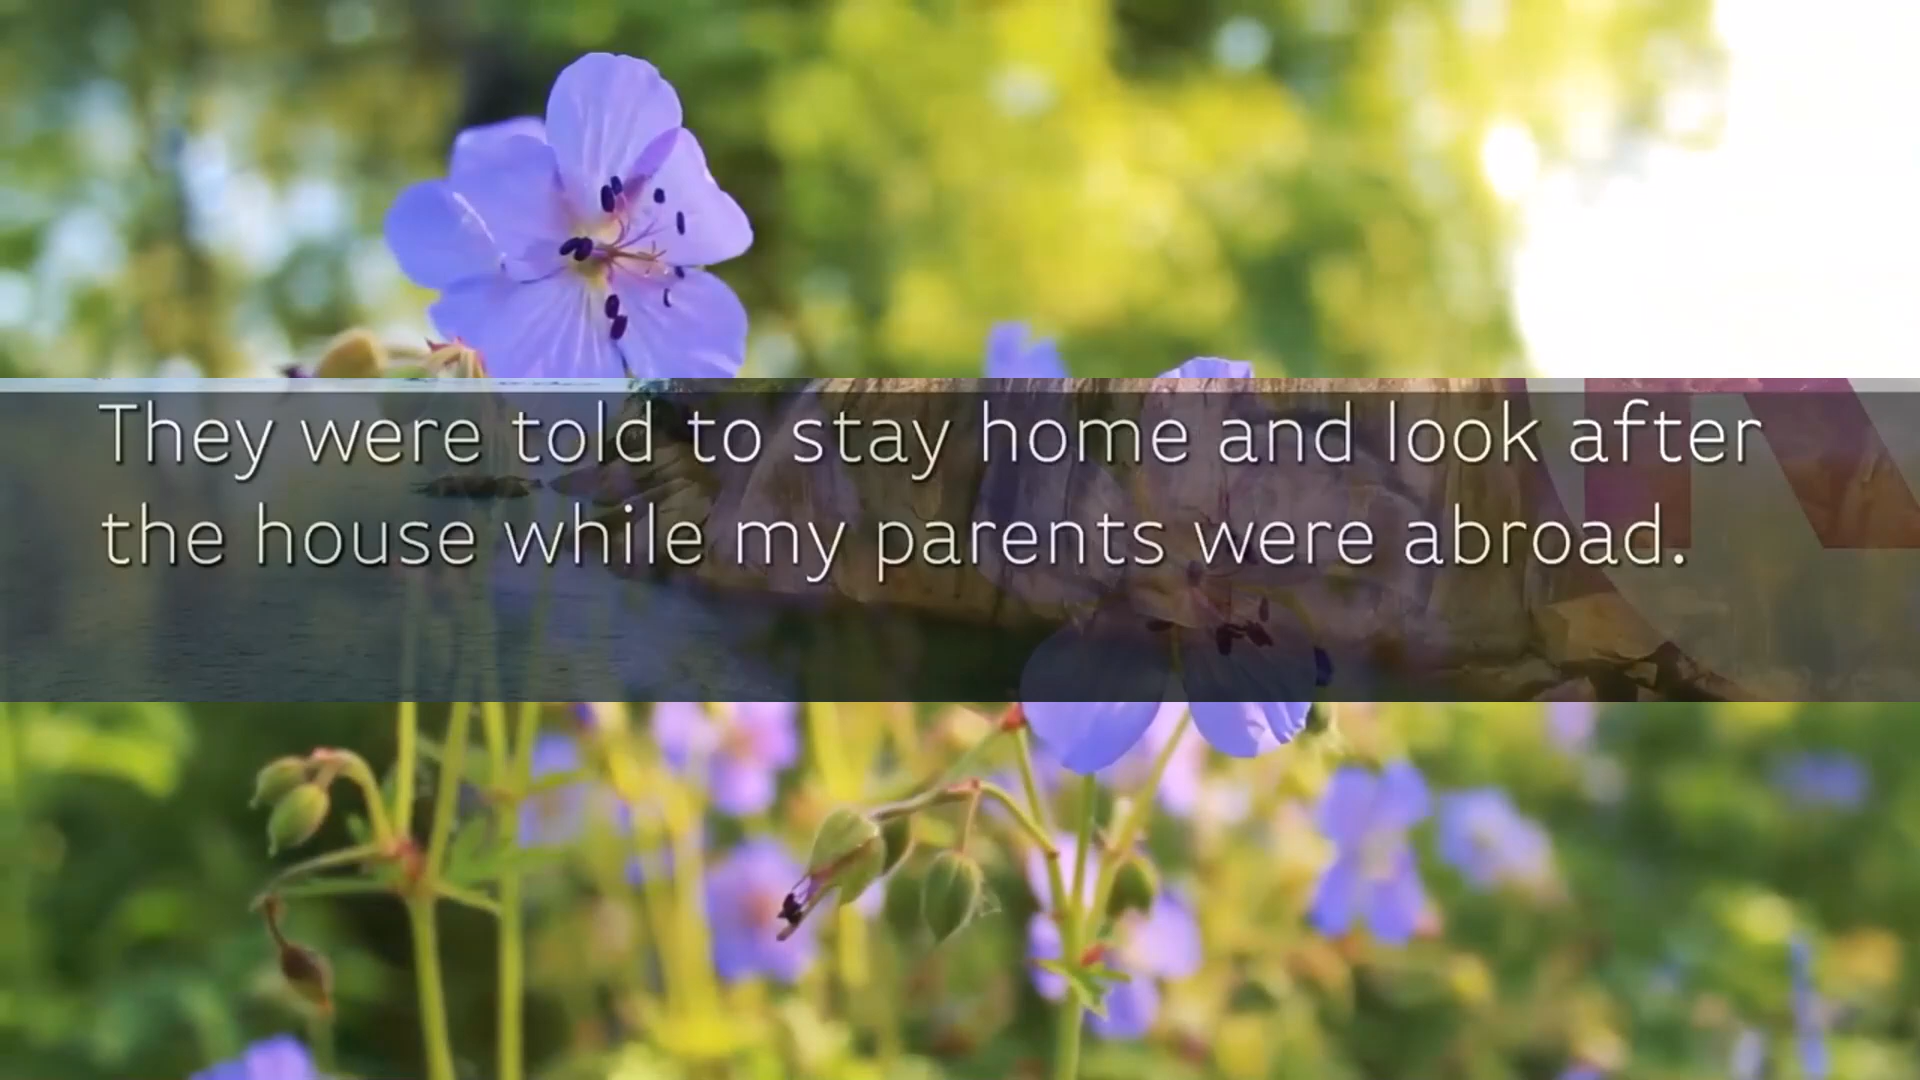 They were told to stay home and look after
the house while my parents were abroad.